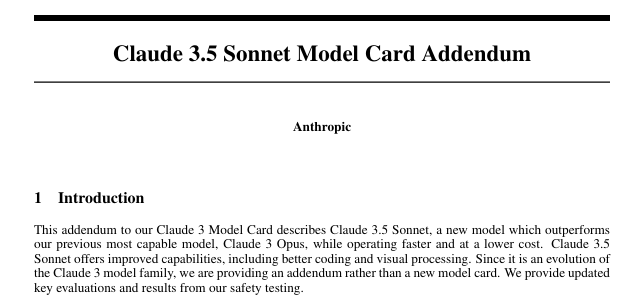 Claude 3.5 Sonnet Model Card Addendum
Anthropic
1 Introduction
This addendum to our Claude 3 Model Card describes Claude 3.5 Sonnet, a new model which outperforms
our previous most capable model, Claude 3 Opus, while operating faster and at a lower cost. Claude 3.5
Sonnet offers improved capabilities, including better coding and visual processing. Since it is an evolution of
the Claude 3 model family, we are providing an addendum rather than a new model card. We provide updated
key evaluations and results from our safety testing.